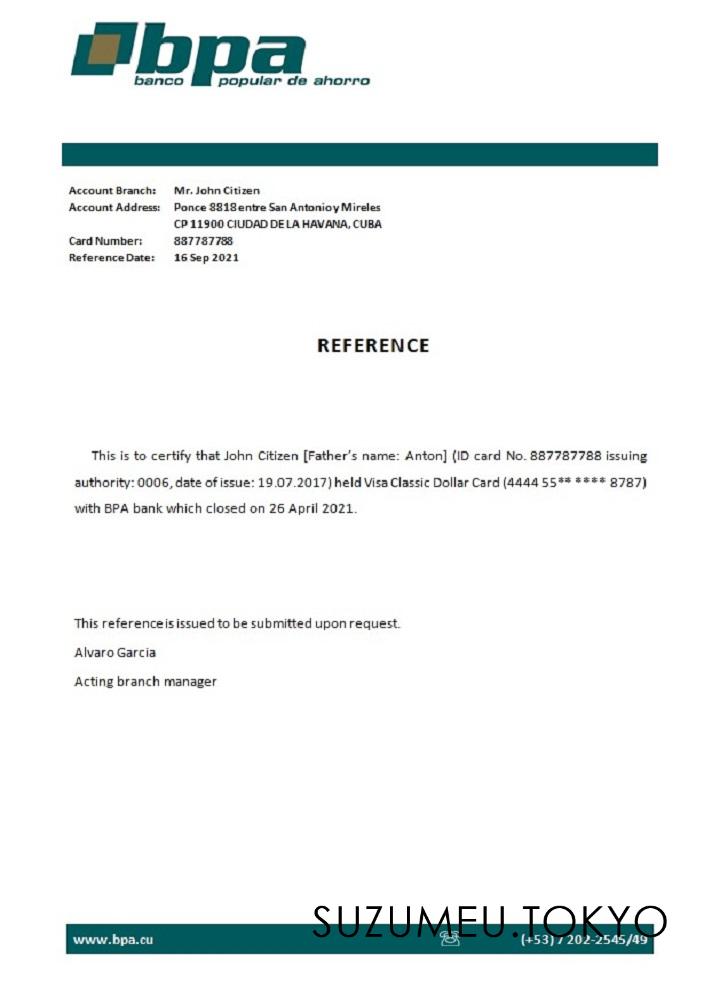 bpa
banco popular de ahorro
Account Branch: Mr. John Citizen
Account Address: Ponce 8818 entre San Antonio y Mireles
CP 11900 CIUDAD DE LA HAVANA, CUBA
Card Number: 887787788
Reference Date: 16 Sep 2021
REFERENCE
This is to certify that John Citizen [Father's name: Anton] (ID card No. 887787788 issuing
authority: 0006, date of issue: 19.07.2017) held Visa Classic Dollar Card (4444 55** **** 8787)
with BPA bank which closed on 26 April 2021.
This reference is issued to be submitted upon request.
Alvaro Garcia
Acting branch manager
SUZUMEU.TOKYO
www.bpa.cu (+53) 7 202-2545/49